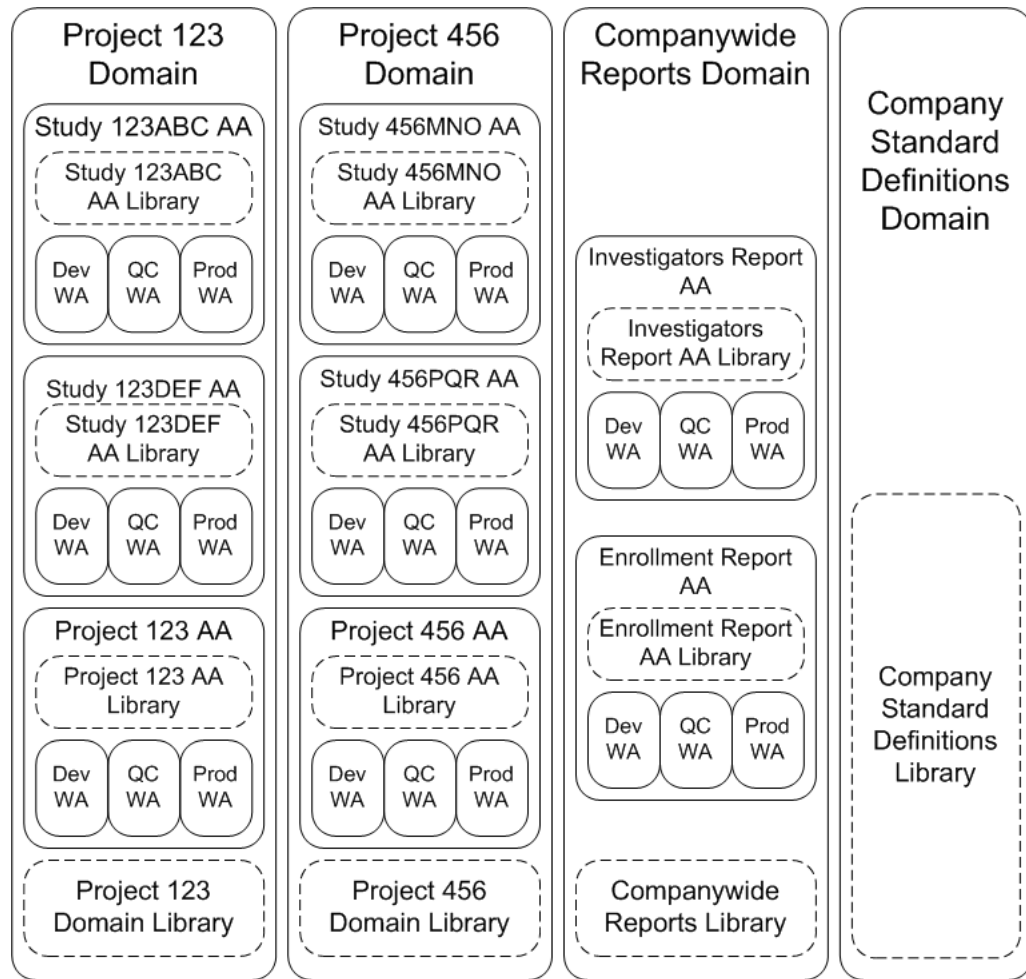 Project 123
Domain
Study 123ABC AA
Study 123ABC
AA Library
Dev
WA
QC
WA
Prod
WA
Study 123DEF AA
Study 123DEF
AA Library
Dev
WA
QC
WA
Prod
WA
Project 123 AA
Project 123 AA
Library
Dev
WA
QC
WA
Prod
WA
Project 123
Domain Library
Project 456
Domain
Study 456MNO AA
Study 456MNO
AA Library
Dev
WA
QC
WA
Prod
WA
Study 456PQR AA
Study 456PQR
AA Library
Dev
WA
QC
WA
Prod
WA
Project 456 AA
Project 456 AA
Library
Dev
WA
QC
WA
Prod
WA
Project 456
Domain Library
Companywide
Reports Domain
Investigators Report
AA
Investigators
Report AA Library
Dev
WA
QC
WA
Prod
WA
Enrollment Report
AA
Enrollment Report
AA Library
Dev
WA
QC
WA
Prod
WA
Companywide
Reports Library
Company
Standard
Definitions
Domain
Company
Standard
Definitions
Library